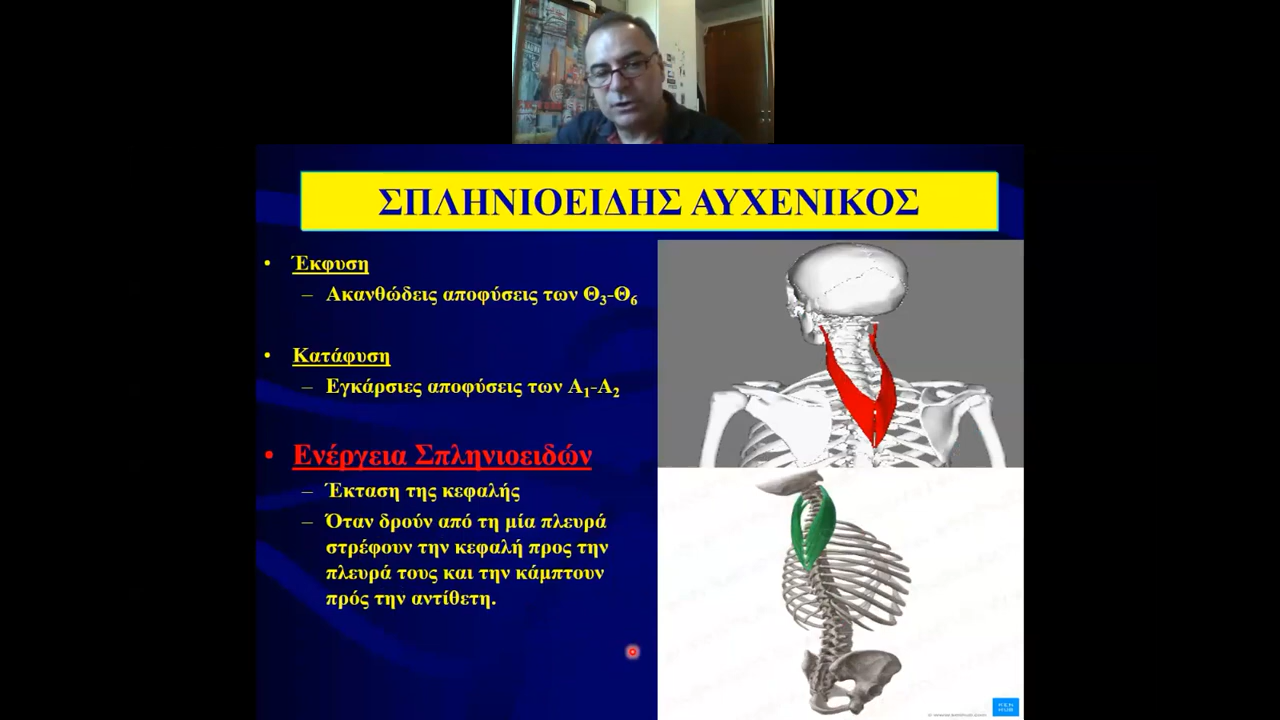 ΣΠΛΗΝΙΟΕΙΔΗΣ ΑΥΧΕΝΙΚΟΣ
• Έκφυση
– Ακανθώδεις αποφύσεις των Θ3-Θ6
• Κατάφυση
– Εγκάρσιες αποφύσεις των Α1-Α2
• Ενέργεια Σπληνιοειδών
– Έκταση της κεφαλής
– Όταν δρούν από τη μία πλευρά
στρέφουν την κεφαλή προς την
πλευρά τους και την κάμπτουν
πρός την αντίθετη.
KEN
HUB